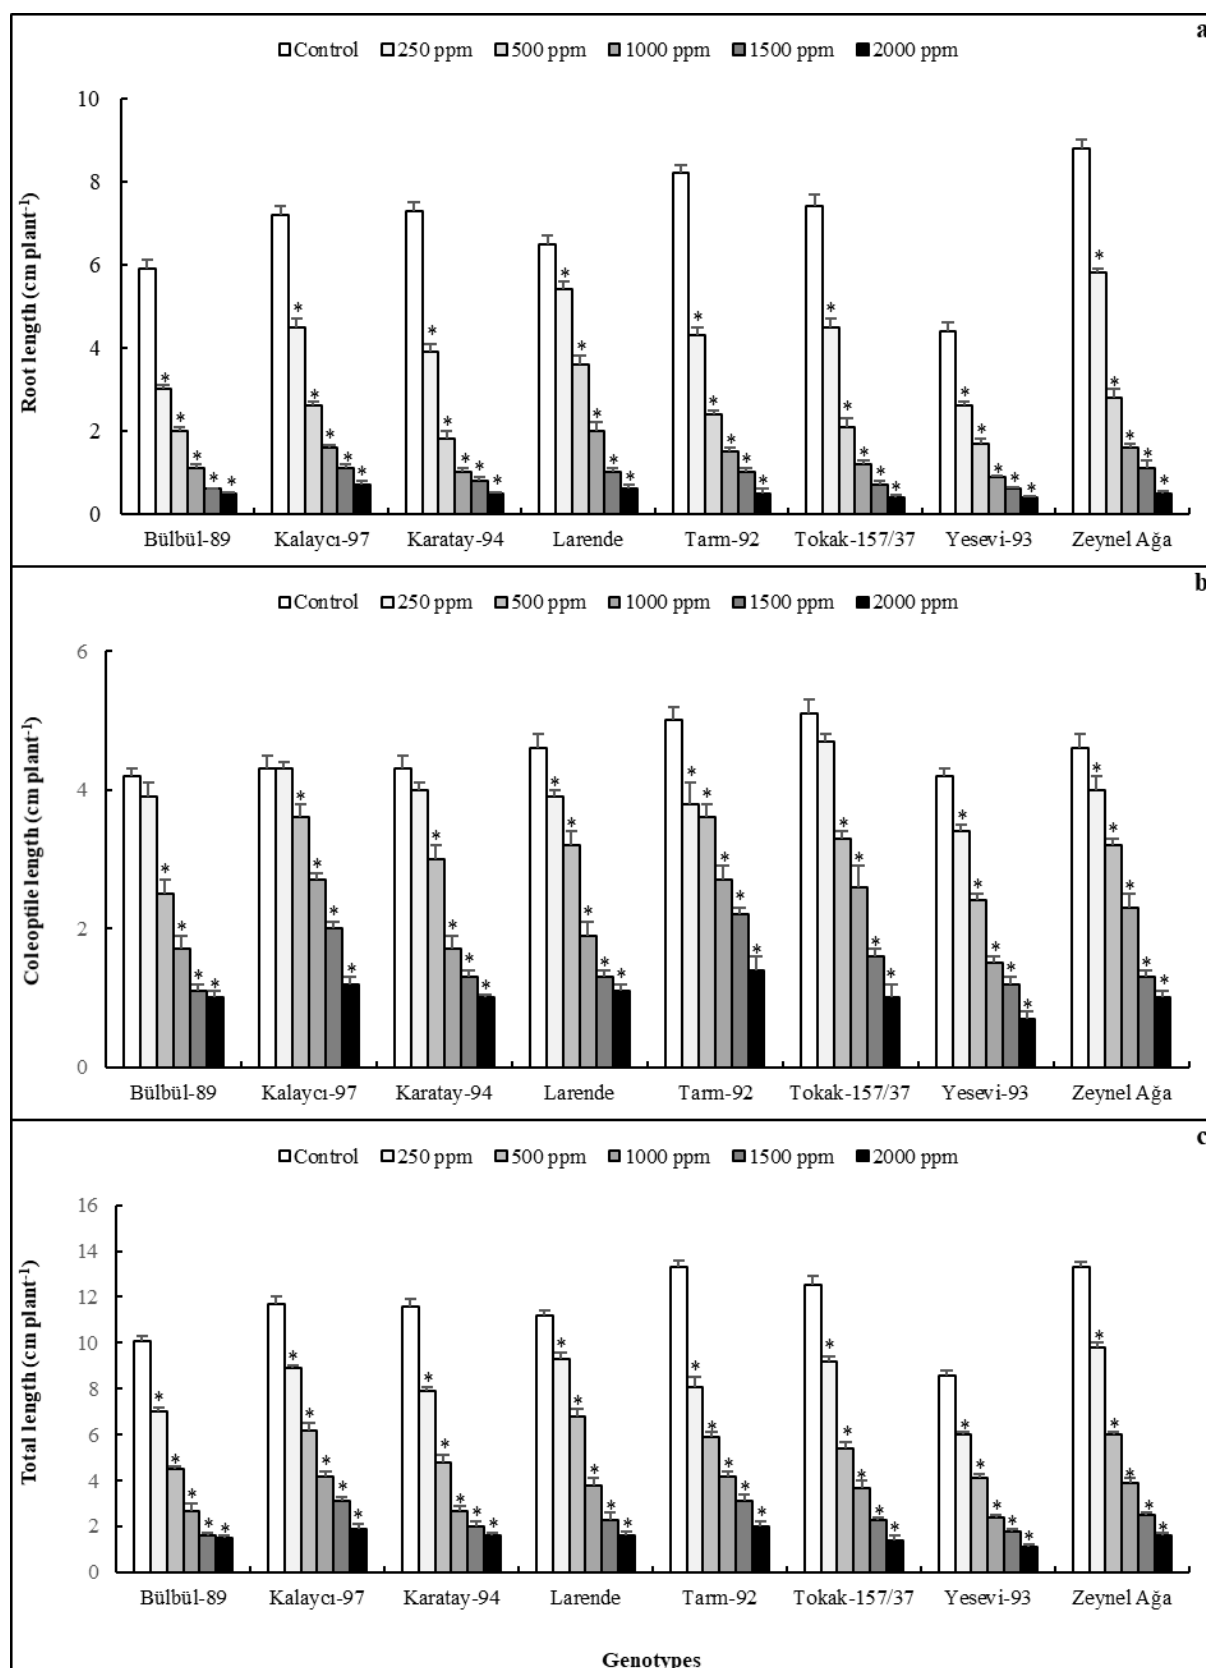 a
Control 250 ppm 500 ppm 1000 ppm 1500 ppm 2000 ppm
10
8
6
4
2
0
Root length (cm plant-1)
* * * * * * * * * * * * * * * * * * * * * * * * * * * * * * * * * * * * * * * *
Bülbül-89 Kalaycı-97 Karatay-94 Larende Tarm-92 Tokak-157/37 Yesevi-93 Zeynel Ağa
b
Control 250 ppm 500 ppm 1000 ppm 1500 ppm 2000 ppm
6
4
2
0
Coleoptile length (cm plant-1)
* * * * * * * * * * * * * * * * * * * * * * * * * * * * * * * * * * * *
Bülbül-89 Kalaycı-97 Karatay-94 Larende Tarm-92 Tokak-157/37 Yesevi-93 Zeynel Ağa
c
Control 250 ppm 500 ppm 1000 ppm 1500 ppm 2000 ppm
16
14
12
10
8
6
4
2
0
Total length (cm plant-1)
* * * * * * * * * * * * * * * * * * * * * * * * * * * * * * * * * * * * * * * *
Bülbül-89 Kalaycı-97 Karatay-94 Larende Tarm-92 Tokak-157/37 Yesevi-93 Zeynel Ağa
Genotypes